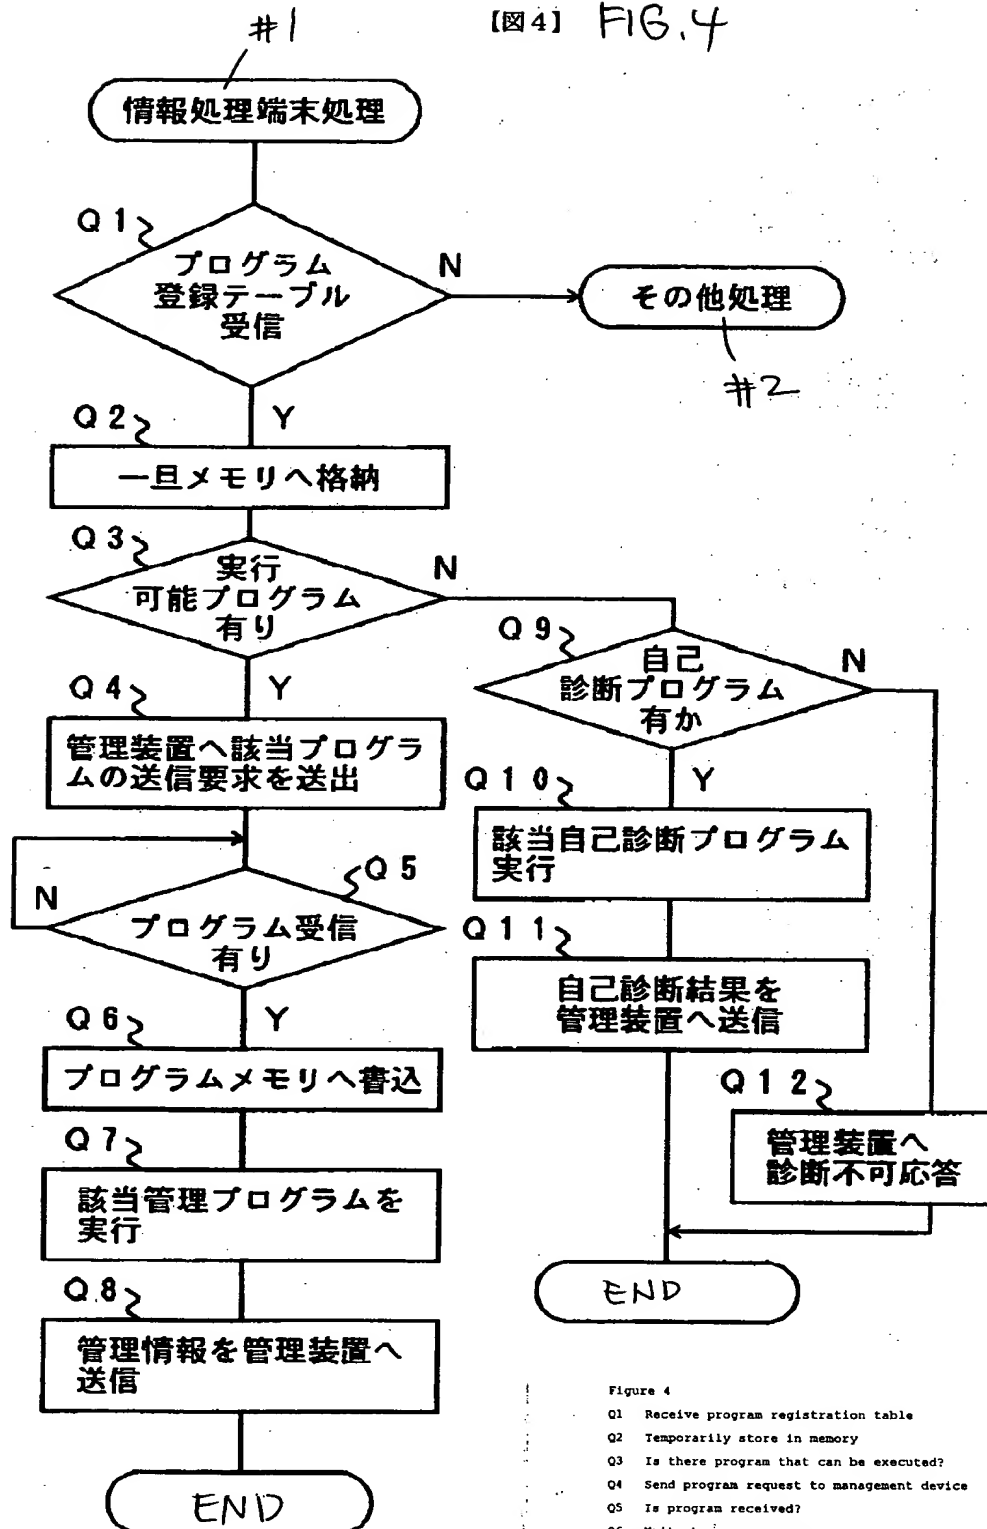 【図4】 FIG.4
#1
情報処理端末処理
Q1
プログラム
登録テーブル
受信
N
その他処理
#2
Y
Q2
一旦メモリへ格納
Q3
実行
可能プログラム
有り
N
Y
Q4
管理装置へ該当プログラ
ムの送信要求を送出
Q5
プログラム受信
有り
N
Y
Q6
プログラムメモリへ書込
Q7
該当管理プログラムを
実行
Q8
管理情報を管理装置へ
送信
END
Q9
自己
診断プログラム
有か
N
Y
Q10
該当自己診断プログラム
実行
Q11
自己診断結果を
管理装置へ送信
Q12
管理装置へ
診断不可応答
END
Figure 4
Q1 Receive program registration table
Q2 Temporarily store in memory
Q3 Is there program that can be executed?
Q4 Send program request to management device
Q5 Is program received?